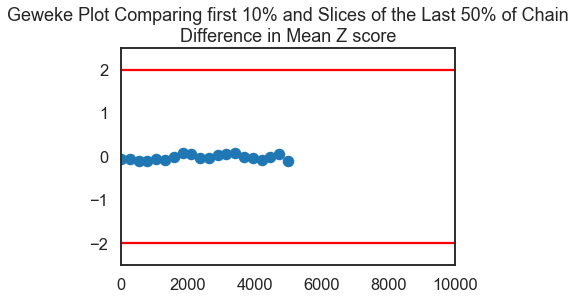 Geweke Plot Comparing first 10% and Slices of the Last 50% of Chain
Difference in Mean Z score
2
1
0
−1
−2
0 2000 4000 6000 8000 10000